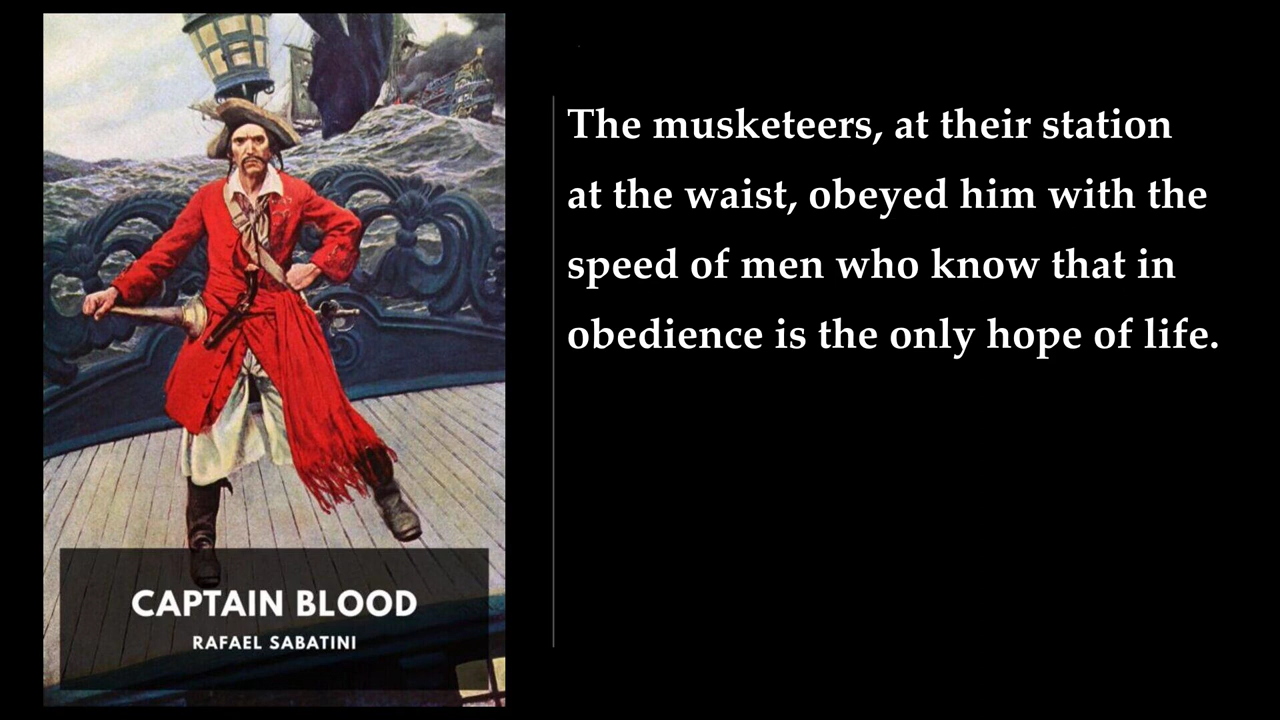 CAPTAIN BLOOD
RAFAEL SABATINI
The musketeers, at their station
at the waist, obeyed him with the
speed of men who know that in
obedience is the only hope of life.